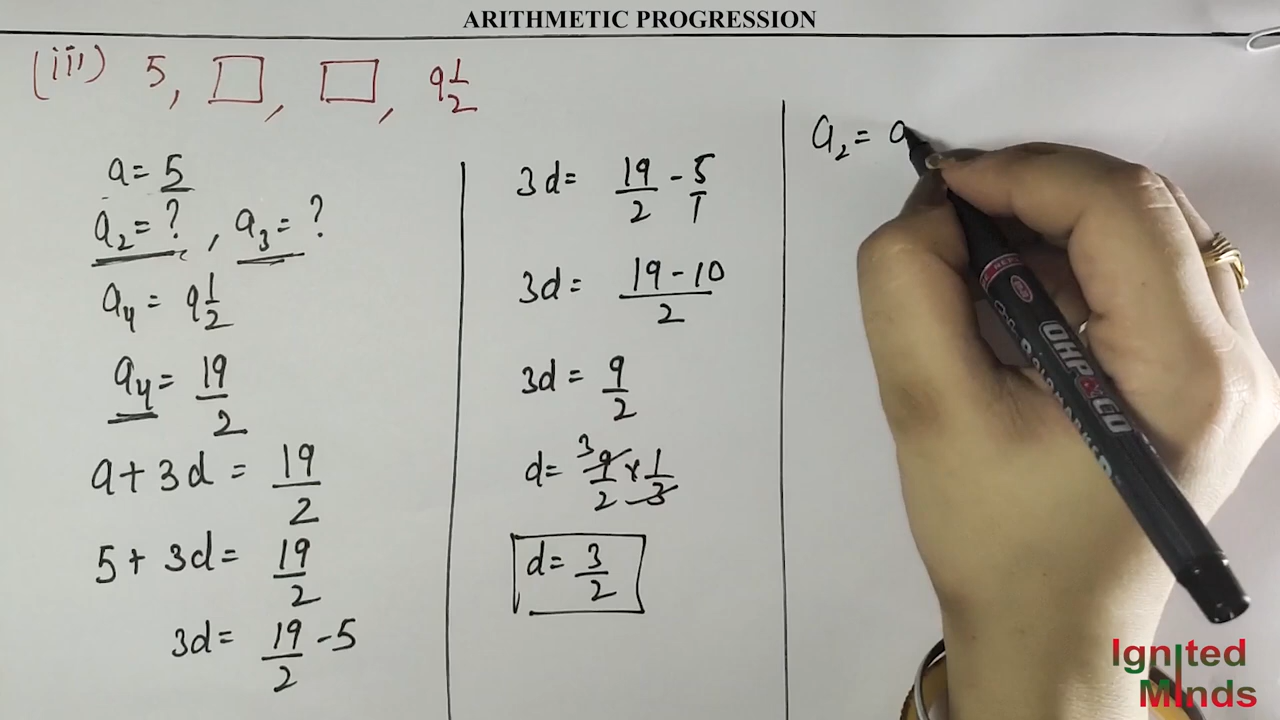 ARITHMETIC PROGRESSION
(iii) 5, □, □, 9 1/2
a = 5
a₂ = ? , a₃ = ?
a₄ = 9 1/2
a₄ = 19/2
a + 3d = 19/2
5 + 3d = 19/2
3d = 19/2 - 5
3d = 19/2 - 5/1
3d = (19 - 10)/2
3d = 9/2
d = 3 9/2 × 1/3
d = 3/2
a₂ = a
OHP & CD
Ignited
Minds